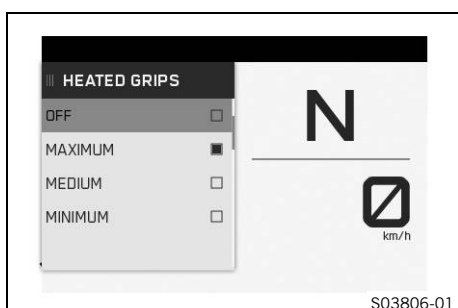 HEATED GRIPS
OFF
MAXIMUM
MEDIUM
MINIMUM
N
0
km/h
S03806-01